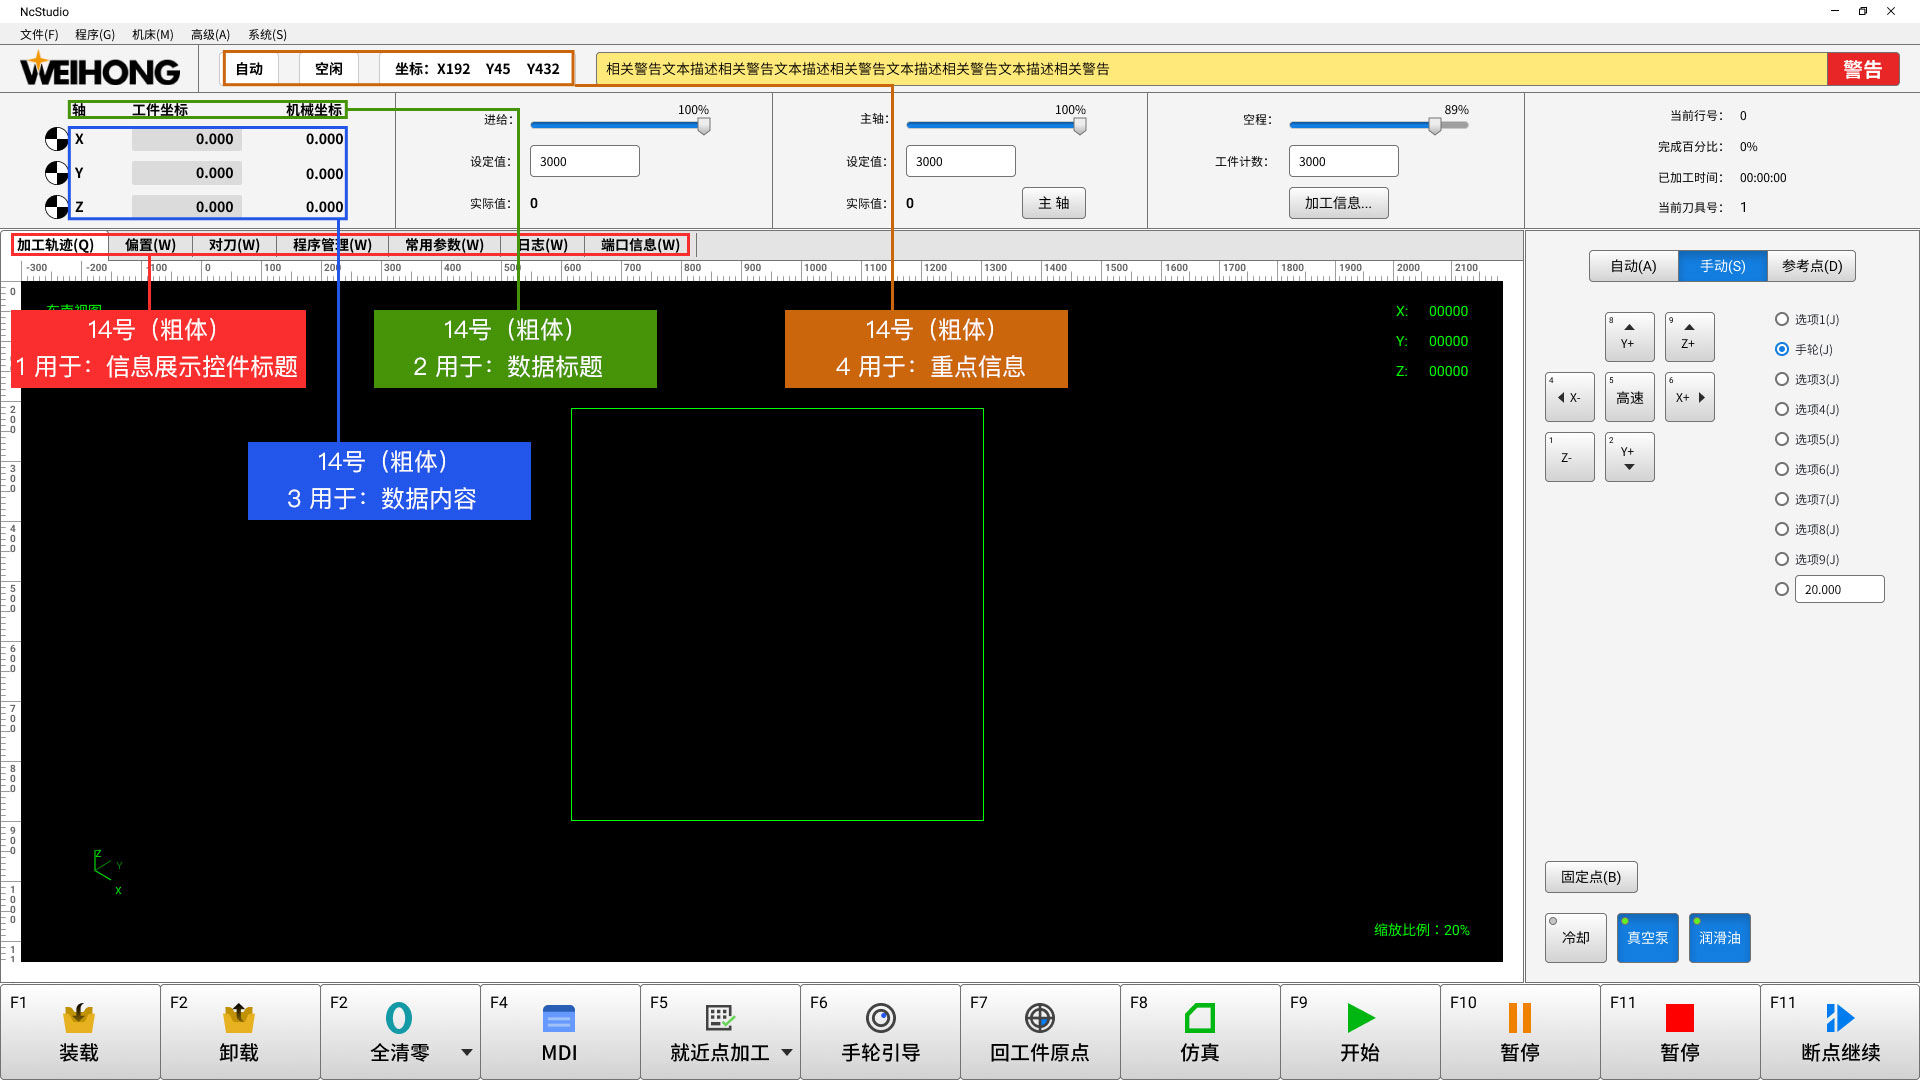 NcStudio
文件(F) 程序(G) 机床(M) 高级(A) 系统(S)
WEIHONG
自动 空闲 坐标：X192 Y45 Y432
相关警告文本描述相关警告文本描述相关警告文本描述相关警告文本描述相关警告
警告
轴 工件坐标 机械坐标
X 0.000 0.000
Y 0.000 0.000
Z 0.000 0.000
进给： 100%
设定值： 3000
实际值： 0
主轴： 100%
设定值： 3000
实际值： 0 主 轴
空程： 89%
工件计数： 3000
加工信息...
当前行号： 0
完成百分比： 0%
已加工时间： 00:00:00
当前刀具号： 1
加工轨迹(Q) 偏置(W) 对刀(W) 程序管理(W) 常用参数(W) 日志(W) 端口信息(W)
-300 -200 -100 0 100 200 300 400 500 600 700 800 900 1000 1100 1200 1300 1400 1500 1600 1700 1800 1900 2000 2100
0
200
300
400
500
600
700
800
900
1000
11
14号（粗体）
1 用于：信息展示控件标题
14号（粗体）
2 用于：数据标题
14号（粗体）
4 用于：重点信息
14号（粗体）
3 用于：数据内容
X: 00000
Y: 00000
Z: 00000
Z
Y
X
缩放比例：20%
自动(A) 手动(S) 参考点(D)
8 Y+
9 Z+
4 X-
5 高速
6 X+
1 Z-
2 Y+
选项1(J)
手轮(J)
选项3(J)
选项4(J)
选项5(J)
选项6(J)
选项7(J)
选项8(J)
选项9(J)
20.000
固定点(B)
冷却 真空泵 润滑油
F1 装载
F2 卸载
F2 全清零
F4 MDI
F5 就近点加工
F6 手轮引导
F7 回工件原点
F8 仿真
F9 开始
F10 暂停
F11 暂停
F11 断点继续